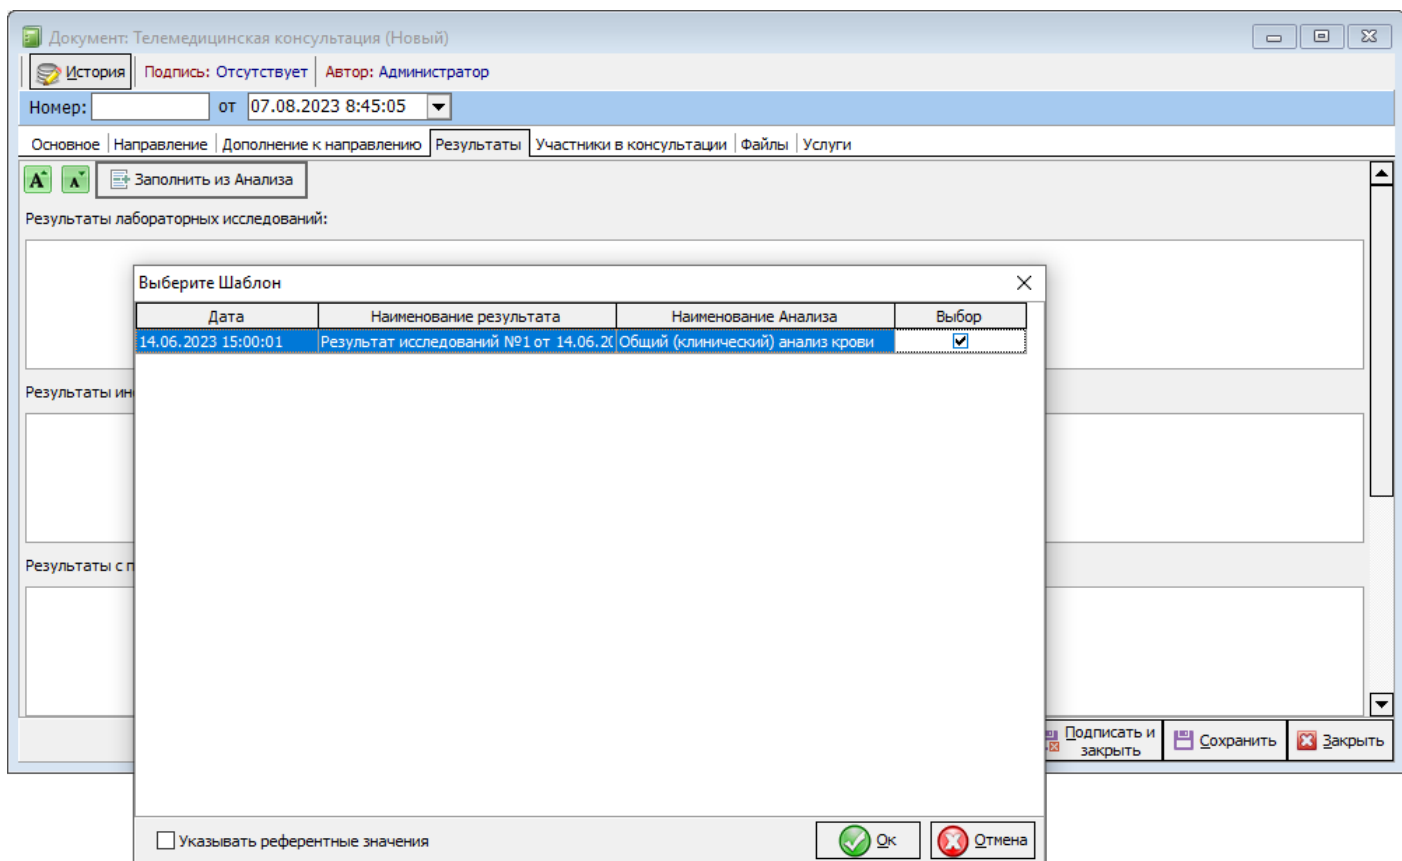 Документ: Телемедицинская консультация (Новый)
История Подпись: Отсутствует Автор: Администратор
Номер: от 07.08.2023 8:45:05
Основное Направление Дополнение к направлению Результаты Участники в консультации Файлы Услуги
A A Заполнить из Анализа
Результаты лабораторных исследований:
Выберите Шаблон
Дата Наименование результата Наименование Анализа Выбор
14.06.2023 15:00:01 Результат исследований №1 от 14.06.20 Общий (клинический) анализ крови
Результаты ин
Результаты с п
Подписать и
закрыть
Сохранить Закрыть
Указывать референтные значения Ок Отмена